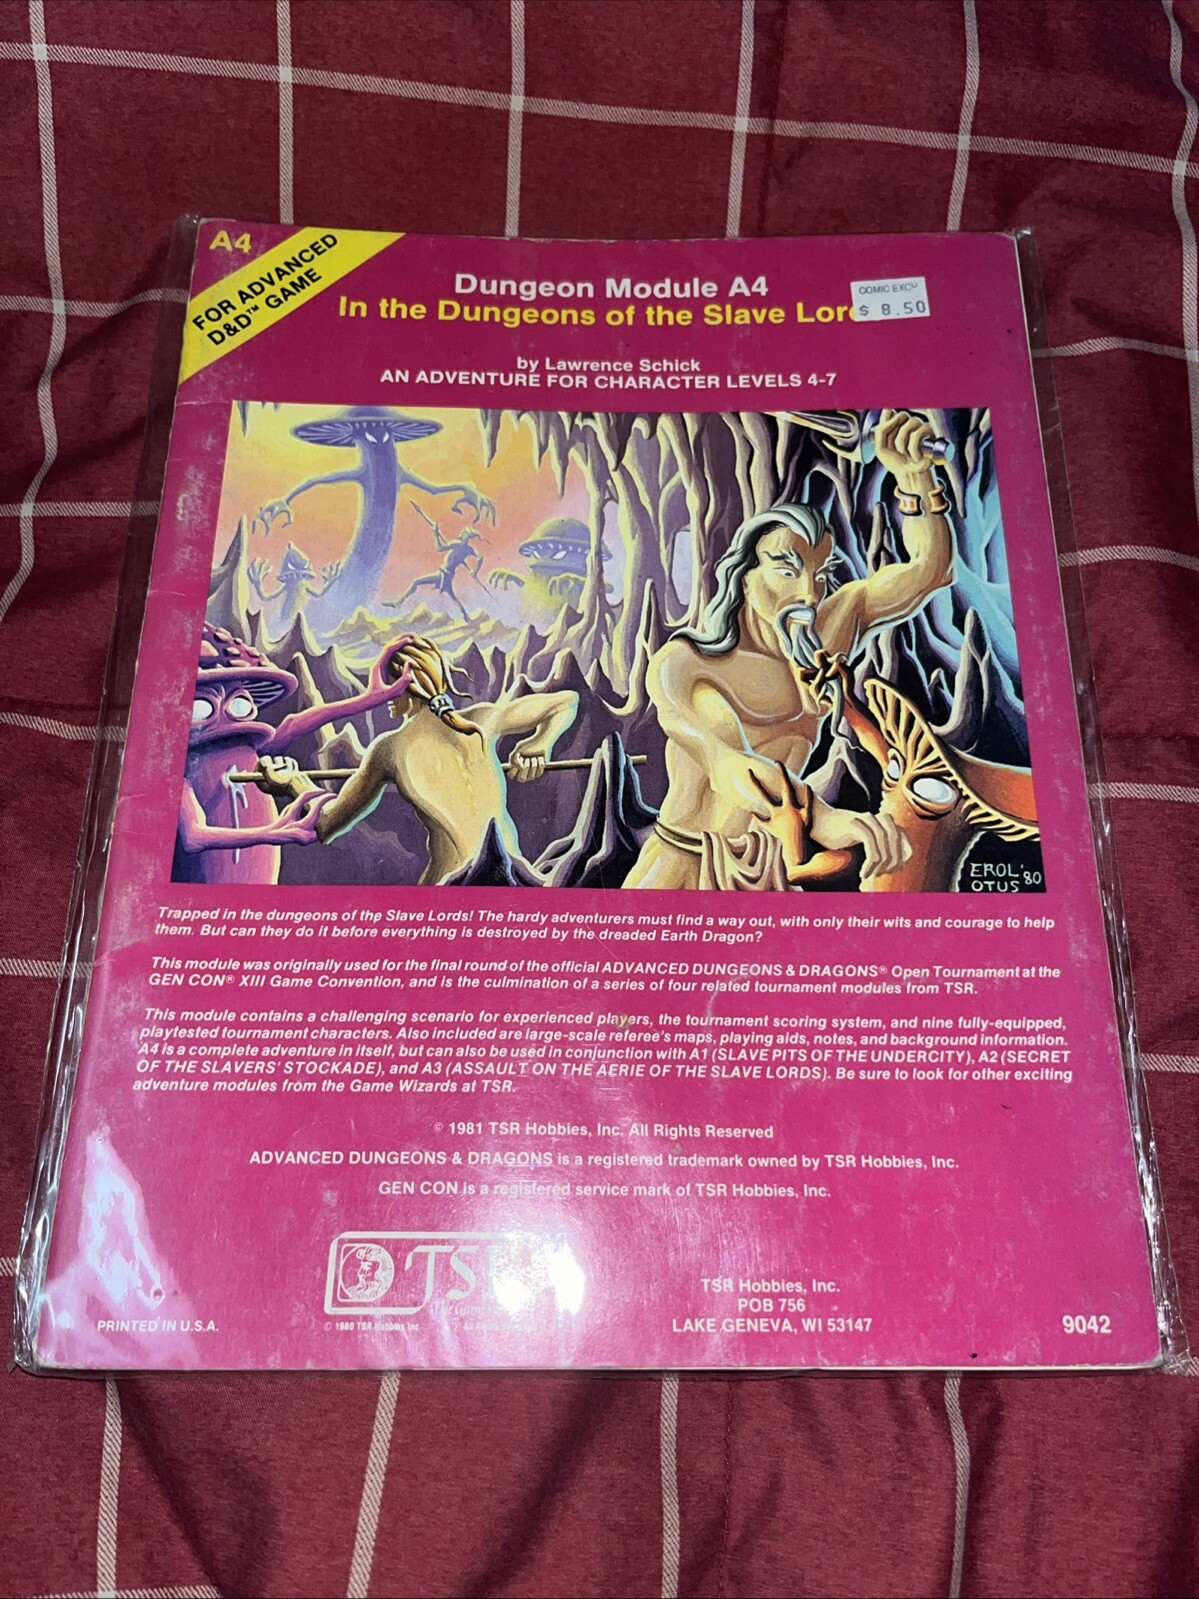 A4
FOR ADVANCED
D&D™ GAME
Dungeon Module A4
In the Dungeons of the Slave Lor
COMIC EXCH
$ 8.50
by Lawrence Schick
AN ADVENTURE FOR CHARACTER LEVELS 4-7
EROL '80
OTUS
Trapped in the dungeons of the Slave Lords! The hardy adventurers must find a way out, with only their wits and courage to help
them. But can they do it before everything is destroyed by the dreaded Earth Dragon?
This module was originally used for the final round of the official ADVANCED DUNGEONS & DRAGONS® Open Tournament at the
GEN CON® XIII Game Convention, and is the culmination of a series of four related tournament modules from TSR.
This module contains a challenging scenario for experienced players, the tournament scoring system, and nine fully-equipped,
playtested tournament characters. Also included are large-scale referee's maps, playing aids, notes, and background information.
A4 is a complete adventure in itself, but can also be used in conjunction with A1 (SLAVE PITS OF THE UNDERCITY), A2 (SECRET
OF THE SLAVERS' STOCKADE), and A3 (ASSAULT ON THE AERIE OF THE SLAVE LORDS). Be sure to look for other exciting
adventure modules from the Game Wizards at TSR.
© 1981 TSR Hobbies, Inc. All Rights Reserved
ADVANCED DUNGEONS & DRAGONS is a registered trademark owned by TSR Hobbies, Inc.
GEN CON is a registered service mark of TSR Hobbies, Inc.
TS
The Game
© 1980 TSR Hobbies Inc.
TSR Hobbies, Inc.
POB 756
LAKE GENEVA, WI 53147
PRINTED IN U.S.A.
9042